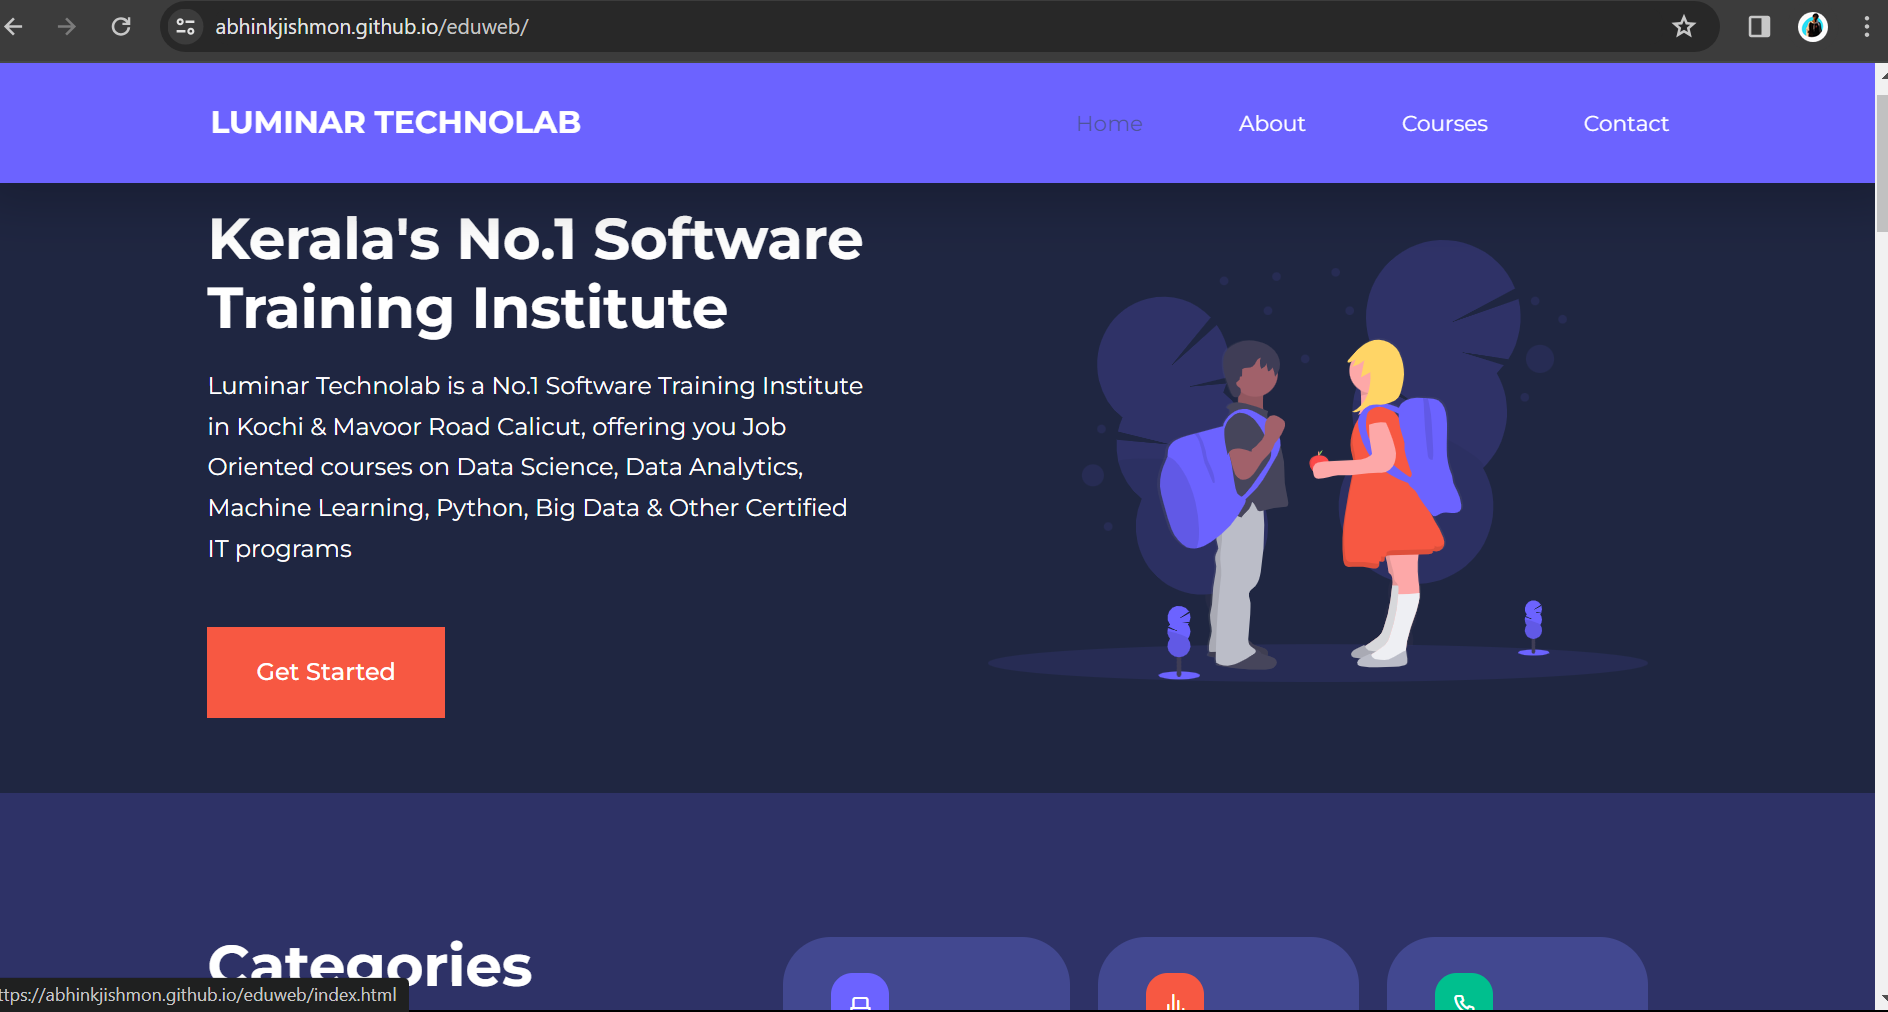 abhinkjishmon.github.io/eduweb/
LUMINAR TECHNOLAB
Home
About
Courses
Contact
Kerala's No.1 Software
Training Institute
Luminar Technolab is a No.1 Software Training Institute
in Kochi & Mavoor Road Calicut, offering you Job
Oriented courses on Data Science, Data Analytics,
Machine Learning, Python, Big Data & Other Certified
IT programs
Get Started
Categories
ttps://abhinkjishmon.github.io/eduweb/index.html